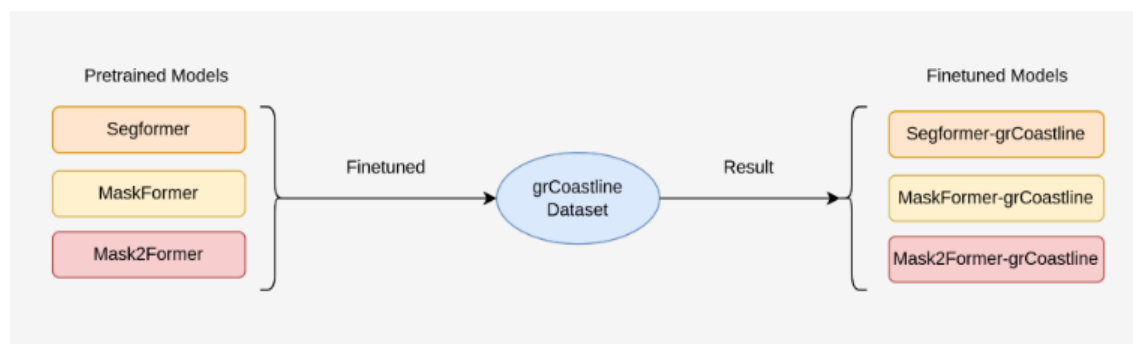 Pretrained Models
Segformer
MaskFormer
Mask2Former
Finetuned
grCoastline
Dataset
Result
Finetuned Models
Segformer-grCoastline
MaskFormer-grCoastline
Mask2Former-grCoastline